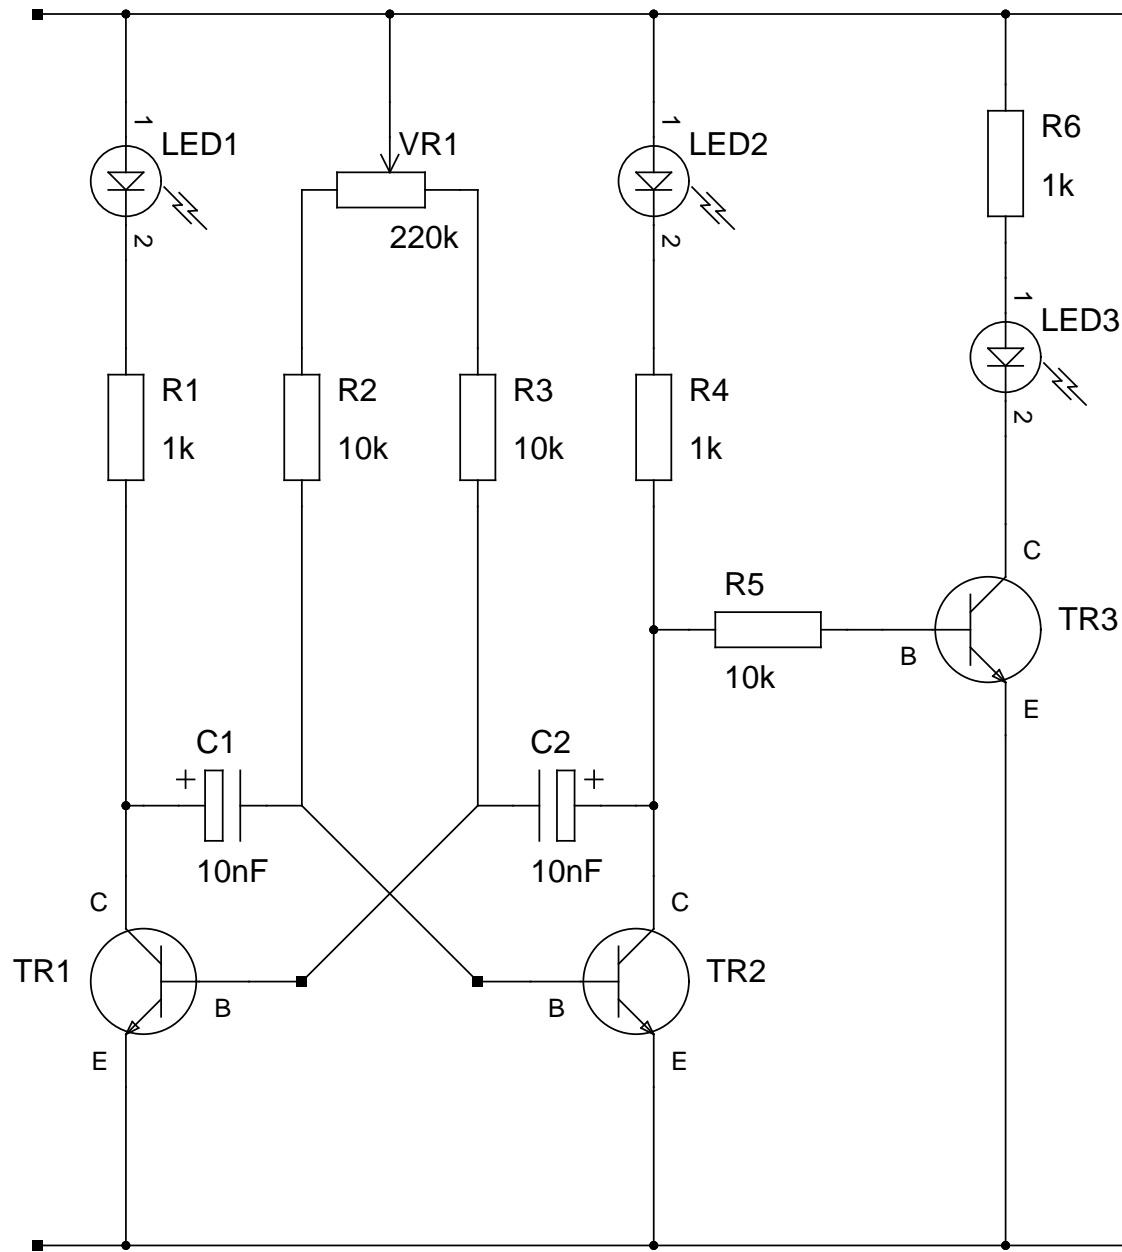 1
LED1
2
VR1
220k
1
LED2
2
R6
1k
1
LED3
2
R1
1k
R2
10k
R3
10k
R4
1k
R5
10k
C
B
E
TR3
C1
+
10nF
C2
+
10nF
C
TR1
B
E
C
TR2
B
E